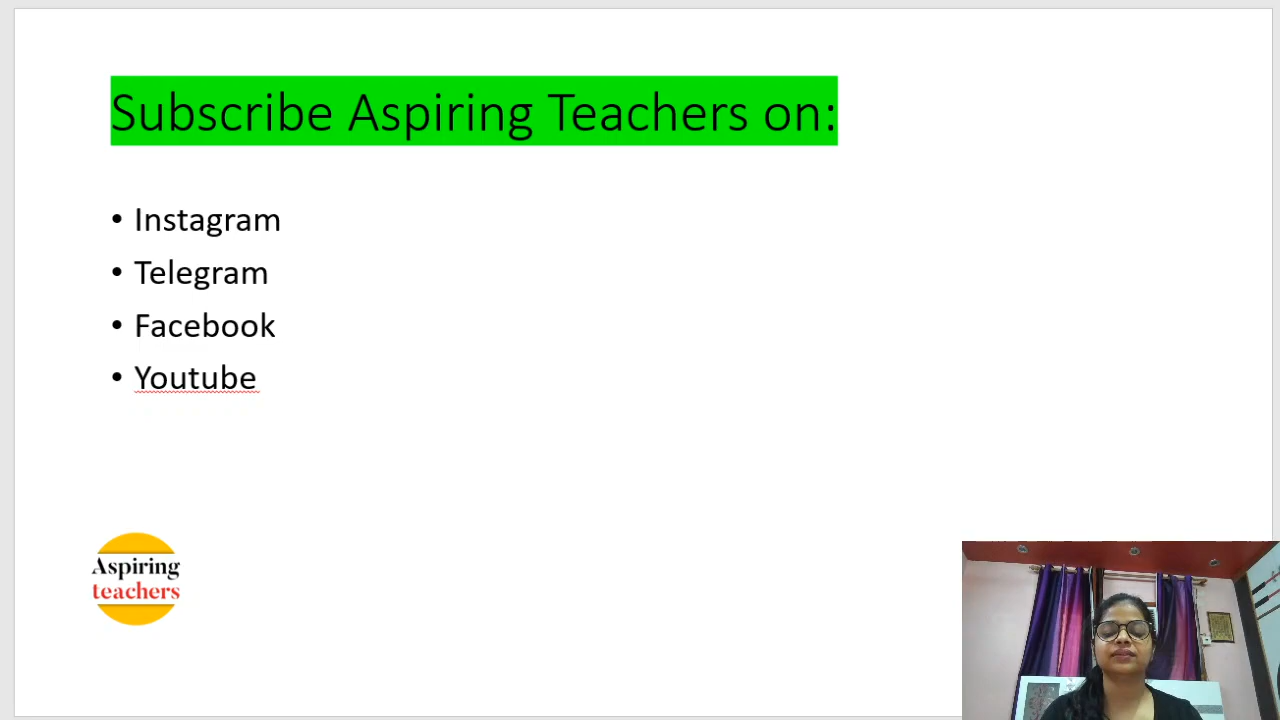 Subscribe Aspiring Teachers on:
• Instagram
• Telegram
• Facebook
• Youtube
Aspiring
teachers